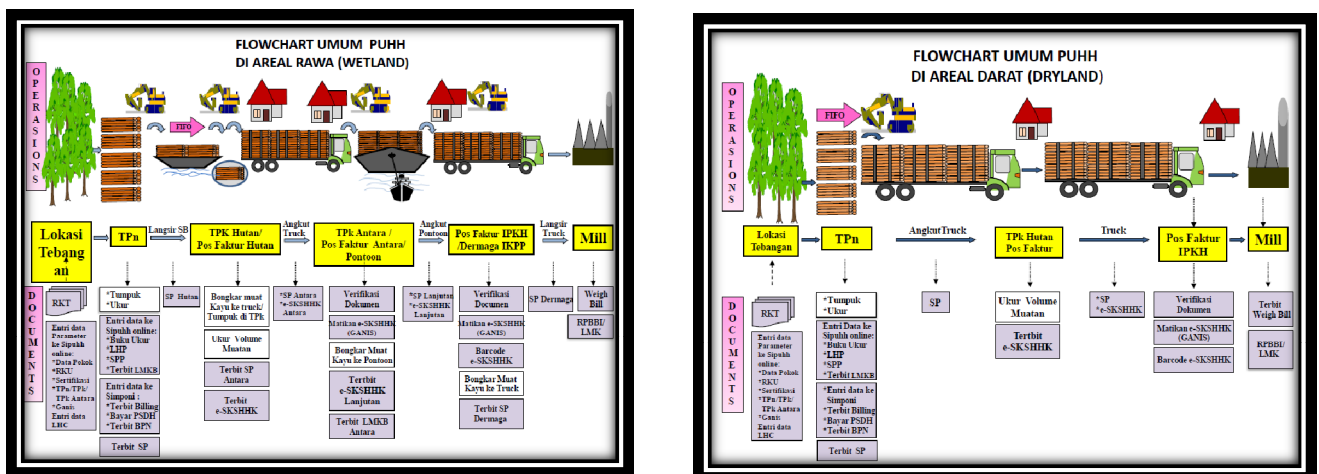 FLOWCHART UMUM PUHH
DI AREAL RAWA (WETLAND)
OPERASIONS
FIFO
Lokasi
Tebang
an
TPn
Langsir SB
TPK Hutan/
Pos Faktur Hutan
Angkut
Truck
TPk Antara /
Pos Faktur Antara/
Pontoon
Angkut
Pontoon
Pos Faktur IPKH
/Dermaga IKPP
Langsir
Truck
Mill
DOCUMENTS
RKT
Entri data
Parameter
ke Sipuhh
online:
*Data Pokok
*RKU
*Sertifikasi
*TPn/TPk/
TPk Antara
*Ganis
Entri data
LHC
*Tumpuk
*Ukur
Entri data ke
Sipuhh online:
*Buku Ukur
*LHP
*SPP
*Terbit LMKB
Entri data ke
Simponi :
*Terbit Billing
*Bayar PSDH
*Terbit BPN
Terbit SP
SP Hutan
Bongkar muat
Kayu ke truck/
Tumpuk di TPk
Ukur Volume
Muatan
Terbit SP
Antara
Terbit
e-SKSHHK
*SP Antara
*e-SKSHHK
Antara
Verifikasi
Dokumen
Matikan e-SKSHHK
(GANIS)
Bongkar Muat
Kayu ke Pontoon
Tertbit
e-SKSHHK
Lanjutan
Terbit LMKB
Antara
*SP Lanjutan
*e-SKSHHK
Lanjutan
Verifikasi
Documen
Matikan e-SKSHHK
(GANIS)
Barcode
e-SKSHHK
Bongkar Muat
Kayu ke Truck
Terbit SP
Dermaga
SP Dermaga
Weigh
Bill
RPBBI/
LMK
FLOWCHART UMUM PUHH
DI AREAL DARAT (DRYLAND)
OPERASIONS
FIFO
Lokasi
Tebangan
TPn
AngkutTruck
TPK Hutan
Pos Faktur
Truck
Pos Faktur
IPKH
Mill
DOCUMENTS
RKT
Entri data
Parameter
ke Sipuhh
online:
*Data Pokok
*RKU
*Sertifikasi
*TPn/TPk/
TPk Antara
*Ganis
Entri data
LHC
*Tumpuk
*Ukur
Entri Data ke
Sipuhh online:
*Buku Ukur
*LHP
*SPP
*Terbit LMKB
*Entri data ke
Simponi
*Terbit Billing
*Bayar PSDH
*Terbit BPN
Terbit SP
SP
Ukur Volume
Muatan
Tertbit
e-SKSHHK
*SP
*e-SKSHHK
Verifikasi
Dokumen
Matikan e-SKSHHK
(GANIS)
Barcode e-SKSHHK
Terbit
Weigh Bill
RPBBI/
LMK